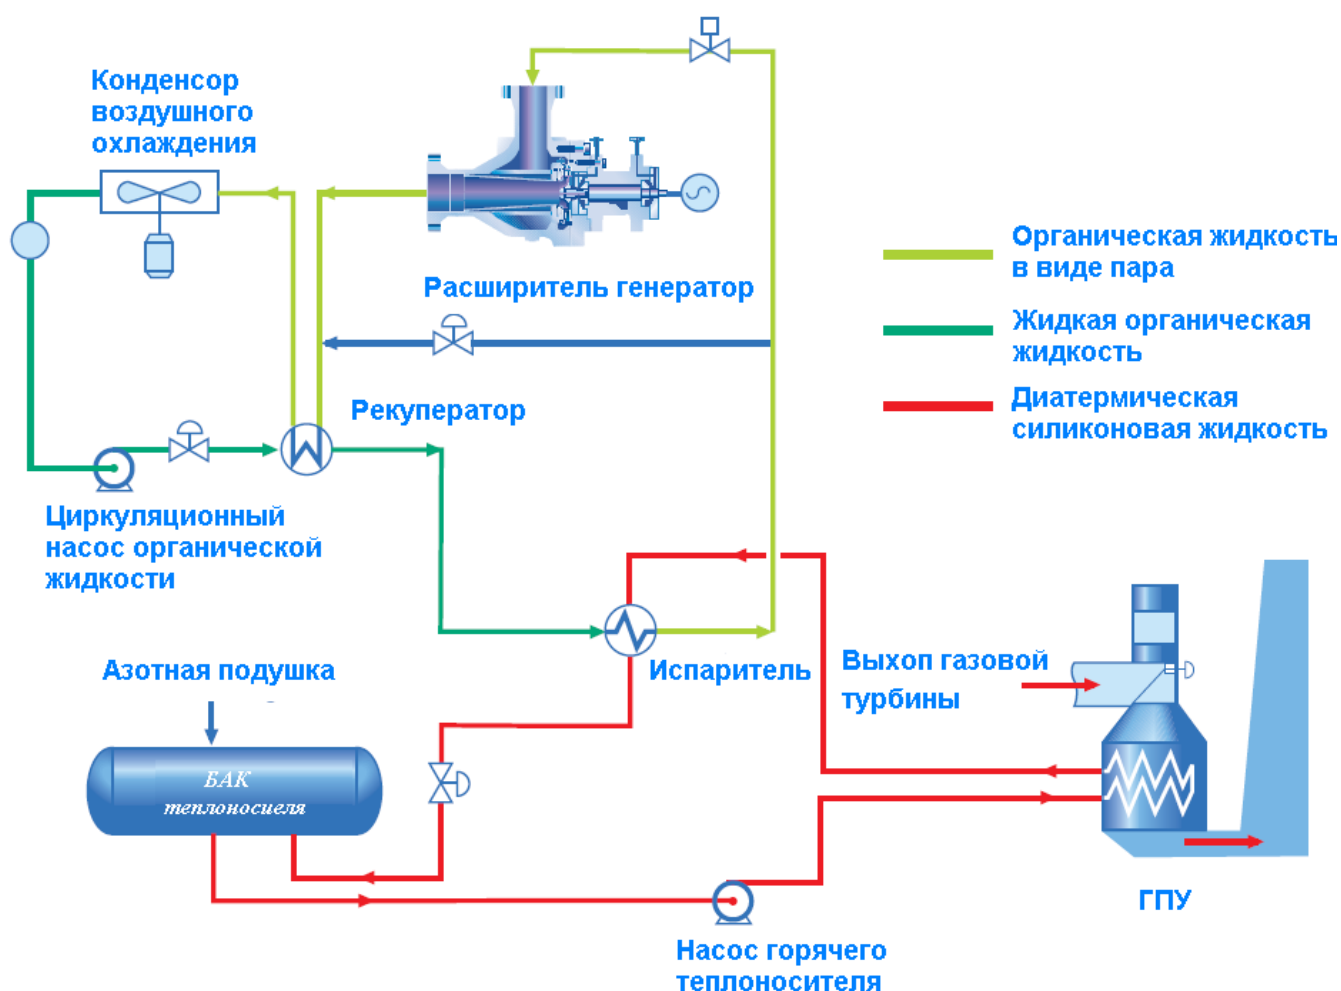 Конденсор
воздушного
охлаждения
Расширитель генератор
Органическая жидкость
в виде пара
Жидкая органическая
жидкость
Диатермическая
силиконовая жидкость
Рекуператор
Циркуляционный
насос органической
жидкости
Азотная подушка
Испаритель
Выхоп газовой
турбины
БАК
теплоносиеля
ГПУ
Насос горячего
теплоносителя